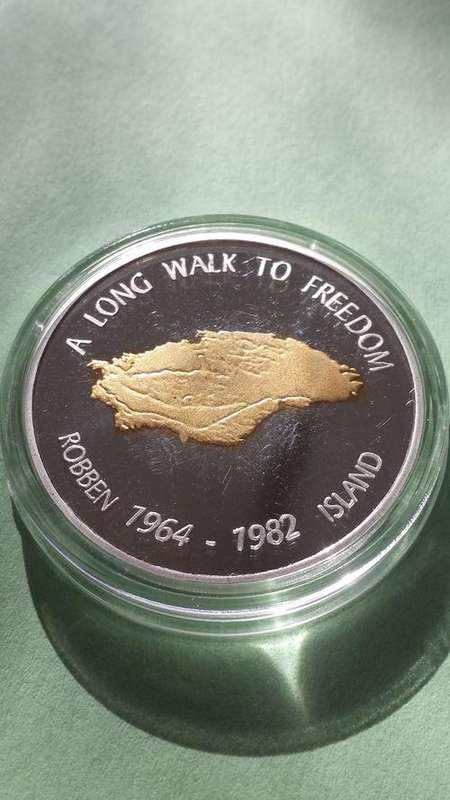 A LONG WALK TO FREEDOM
ROBBEN 1964 - 1982 ISLAND